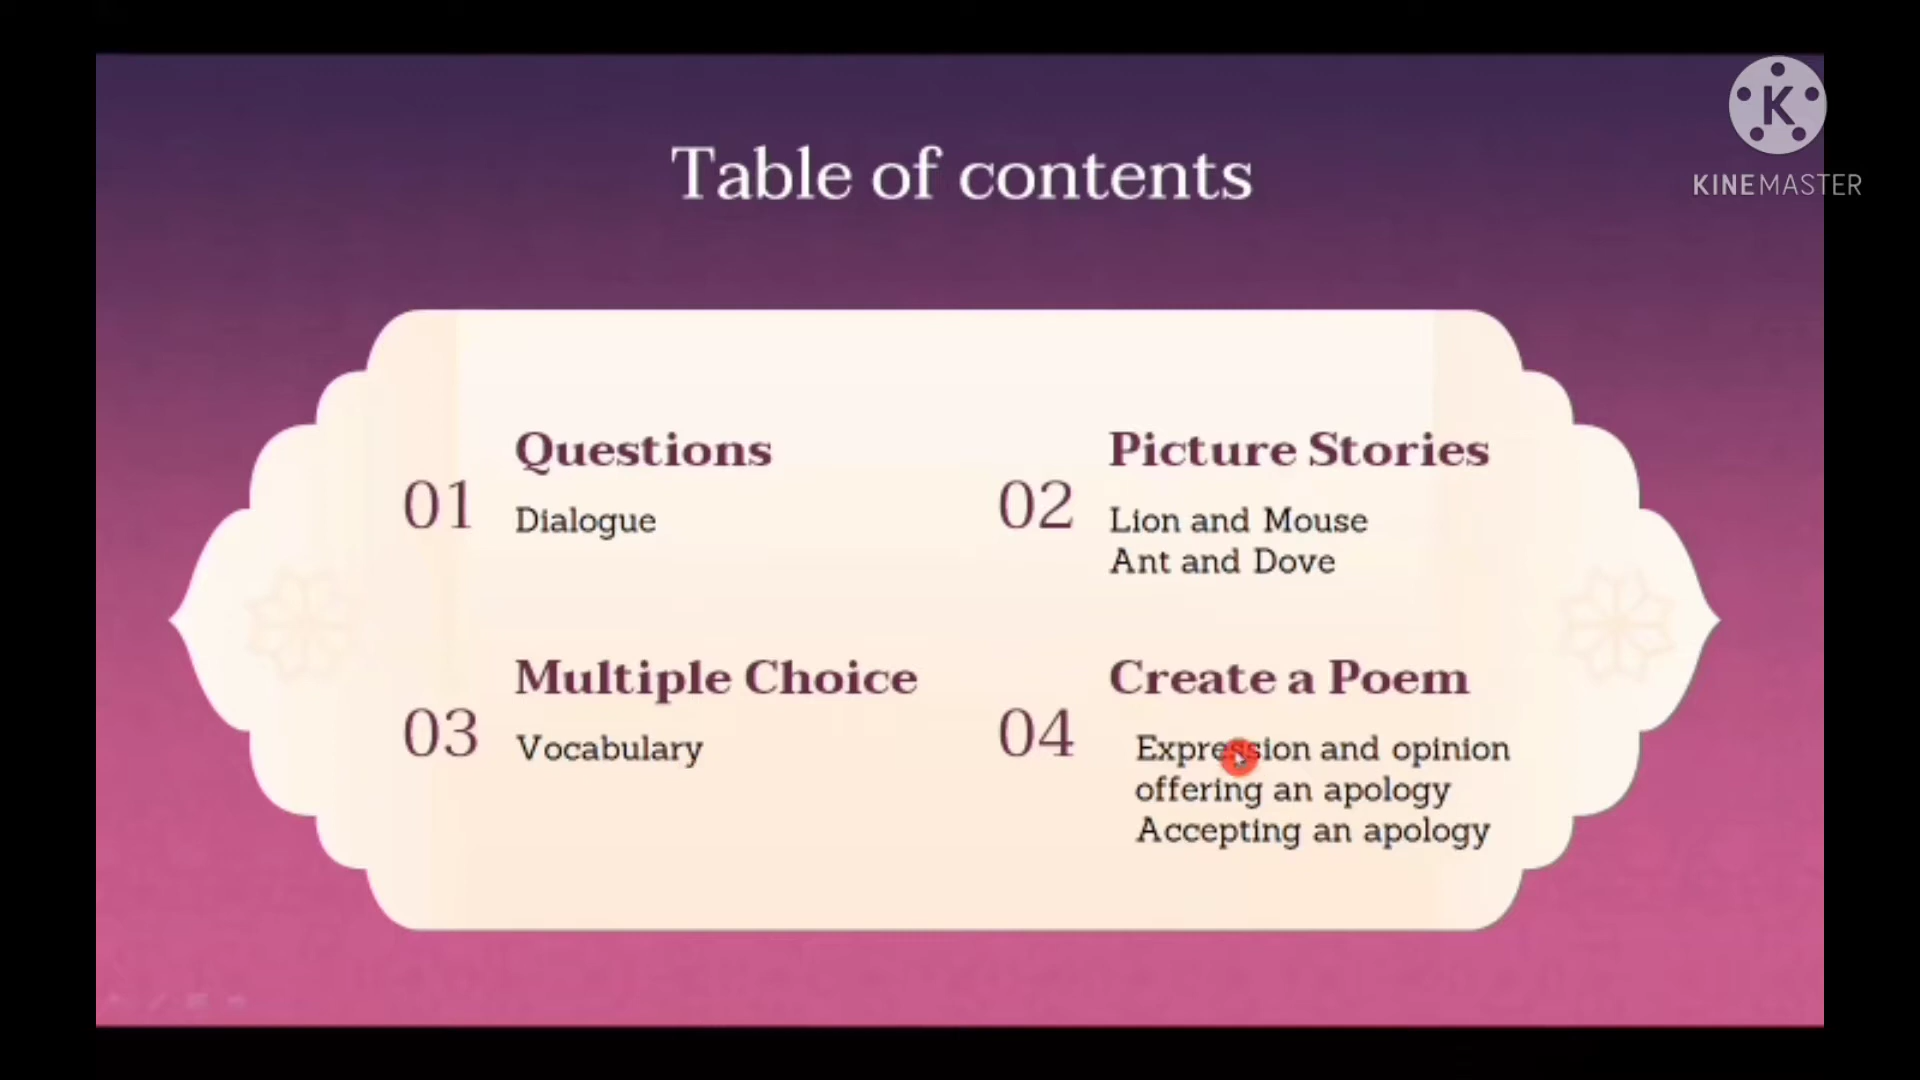 K
KINEMASTER
Table of contents
01
Questions
Dialogue
02
Picture Stories
Lion and Mouse
Ant and Dove
03
Multiple Choice
Vocabulary
04
Create a Poem
Expression and opinion
offering an apology
Accepting an apology